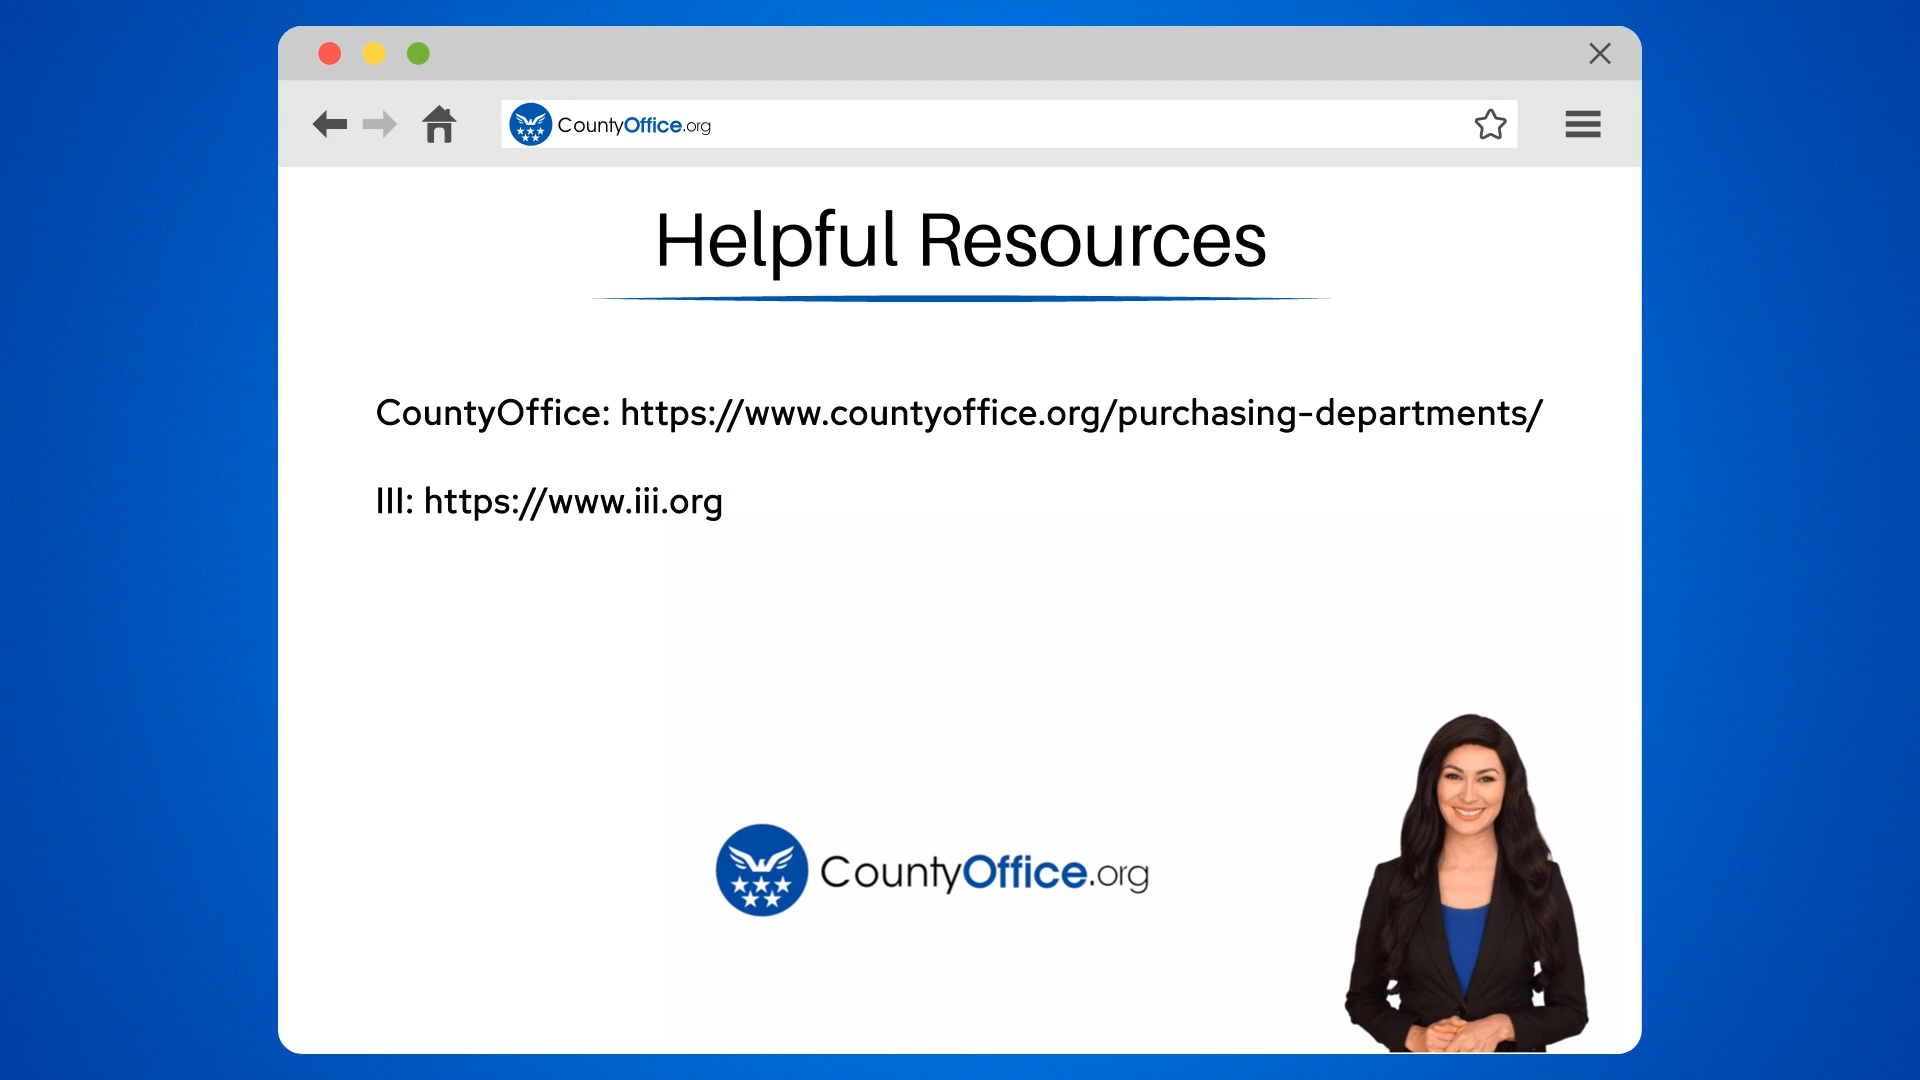 CountyOffice.org
Helpful Resources
CountyOffice: https://www.countyoffice.org/purchasing-departments/
III: https://www.iii.org
CountyOffice.org